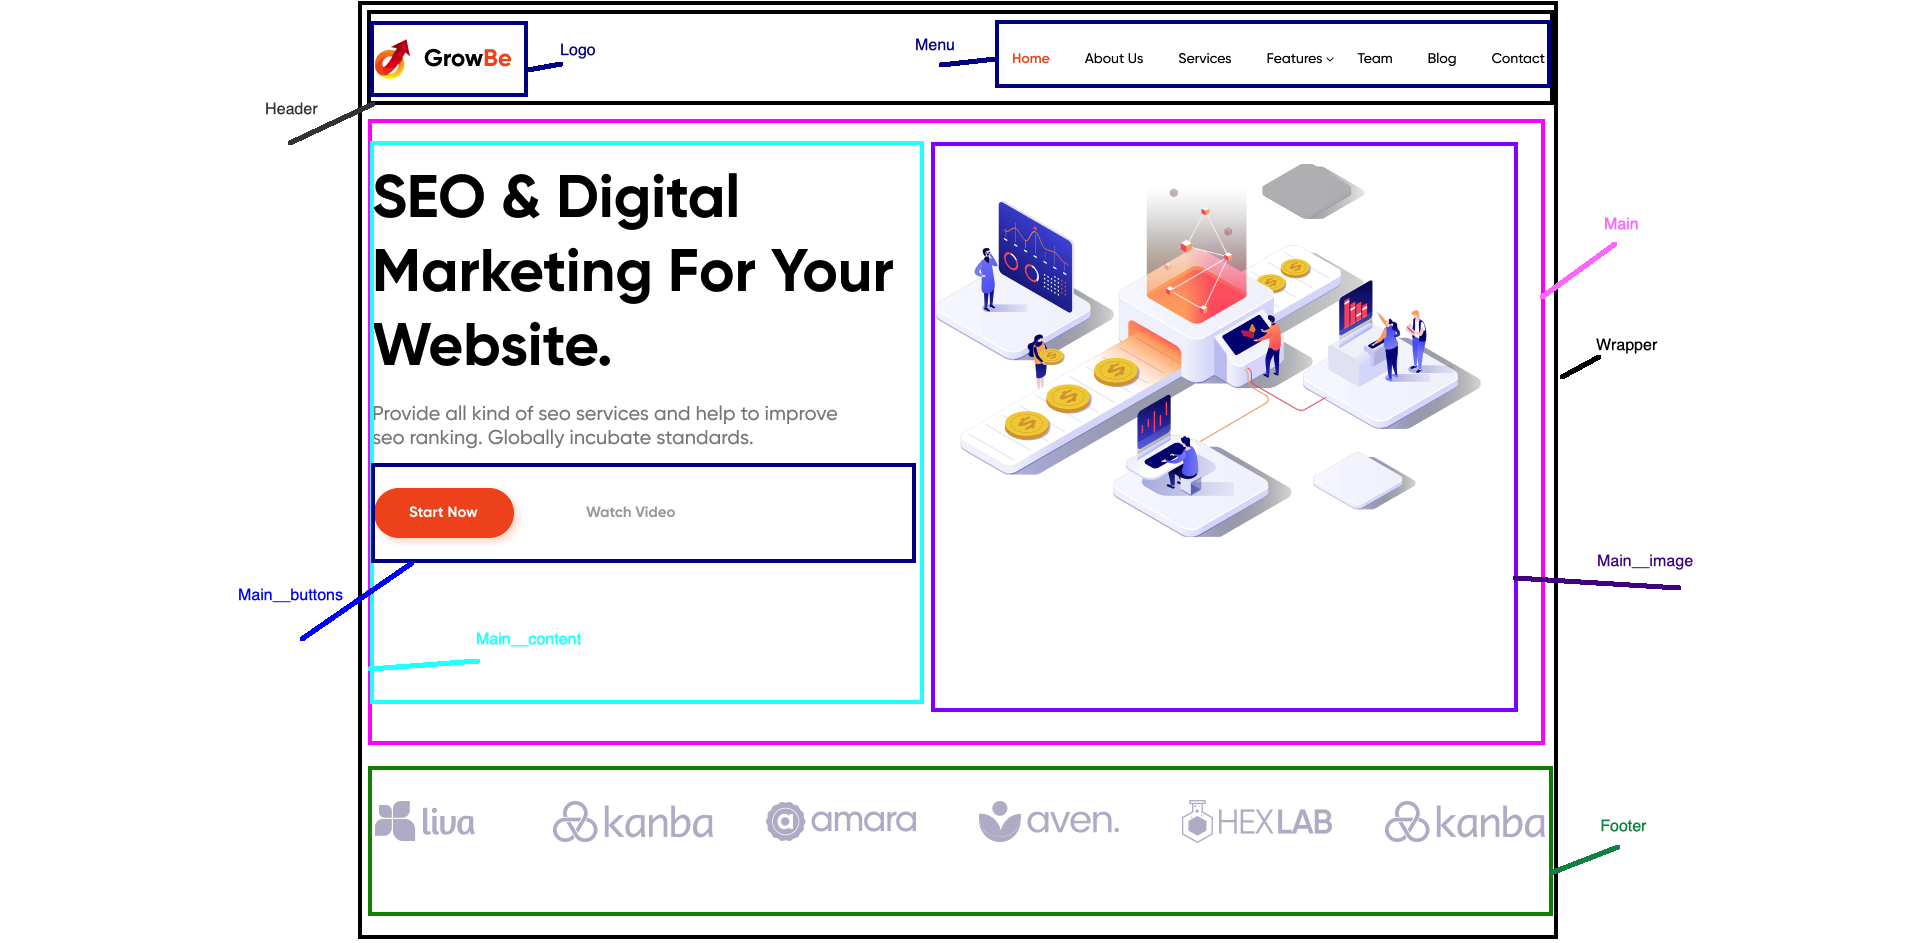 GrowBe
Logo
Menu
Home About Us Services Features Team Blog Contact
Header
SEO & Digital
Marketing For Your
Website.
Provide all kind of seo services and help to improve
seo ranking. Globally incubate standards.
Start Now Watch Video
Main
Wrapper
Main__image
Main__buttons
Main__content
liva kanba amara aven. HEXLAB kanba
Footer